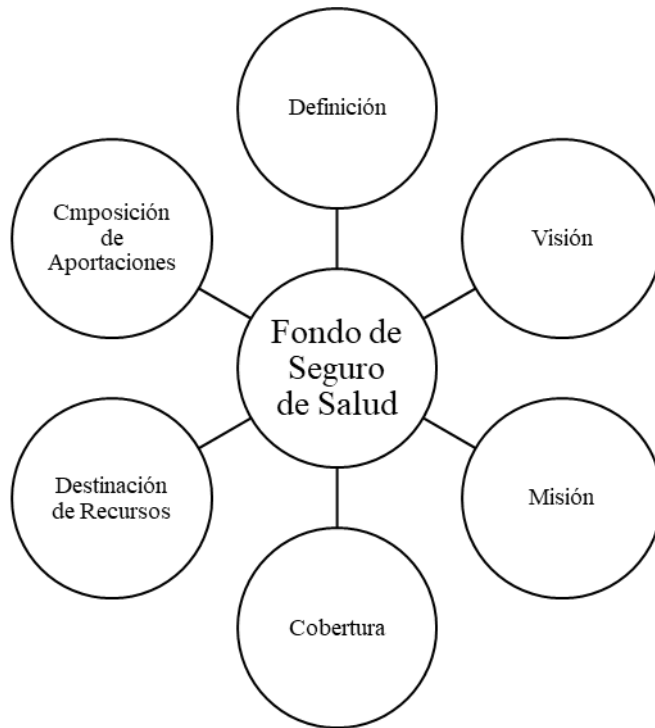 Definición
Cmposición
de
Aportaciones
Visión
Fondo de
Seguro
de Salud
Destinación
de Recursos
Misión
Cobertura